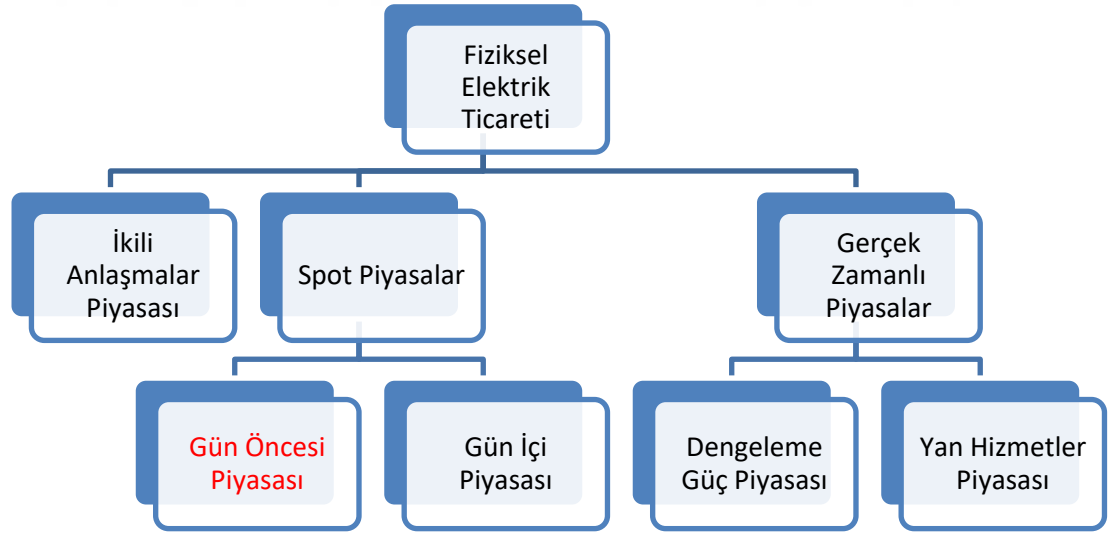 Fiziksel
Elektrik
Ticareti
İkili
Anlaşmalar
Piyasası
Spot Piyasalar
Gerçek
Zamanlı
Piyasalar
Gün Öncesi
Piyasası
Gün İçi
Piyasası
Dengeleme
Güç Piyasası
Yan Hizmetler
Piyasası